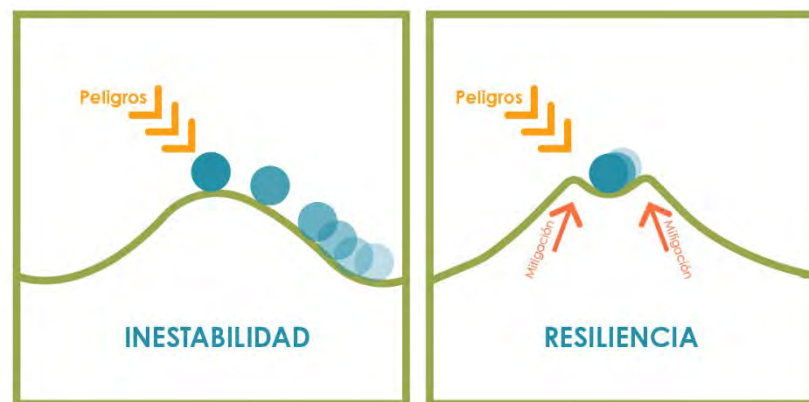 Peligros
INESTABILIDAD
Peligros
Mitigación
Mitigación
RESILIENCIA